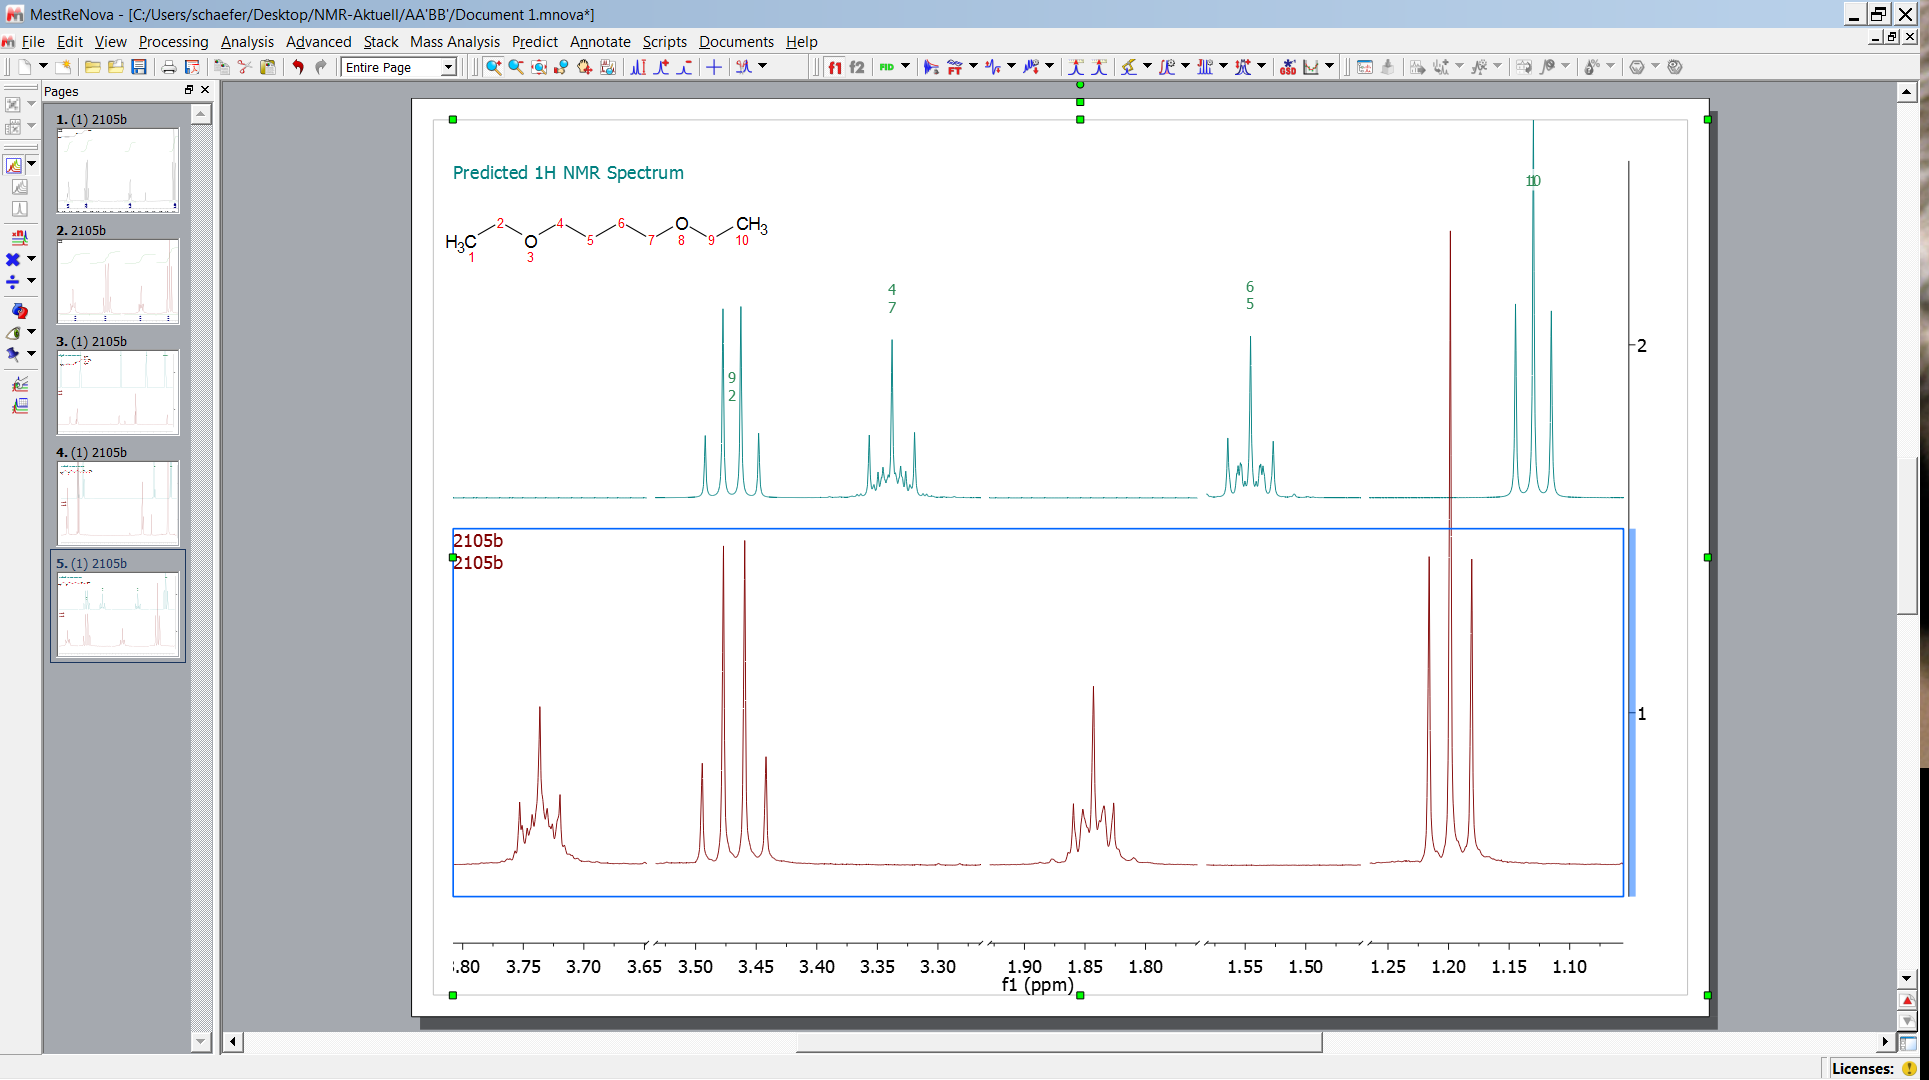 MestReNova - [C:/Users/schaefer/Desktop/NMR-Aktuell/AA'BB'/Document 1.mnova*]
File Edit View Processing Analysis Advanced Stack Mass Analysis Predict Annotate Scripts Documents Help
Entire Page f1 f2 FID FT GSD
Pages
1. (1) 2105b
2. 2105b
3. (1) 2105b
4. (1) 2105b
5. (1) 2105b
Predicted 1H NMR Spectrum
H3C O O CH3
1 2 3 4 5 6 7 8 9 10
9
2
4
7
6
5
10
2
2105b
2105b
1
3.75 3.70 3.65 3.50 3.45 3.40 3.35 3.30 1.90 1.85 1.80 1.55 1.50 1.25 1.20 1.15 1.10
f1 (ppm)
Licenses: